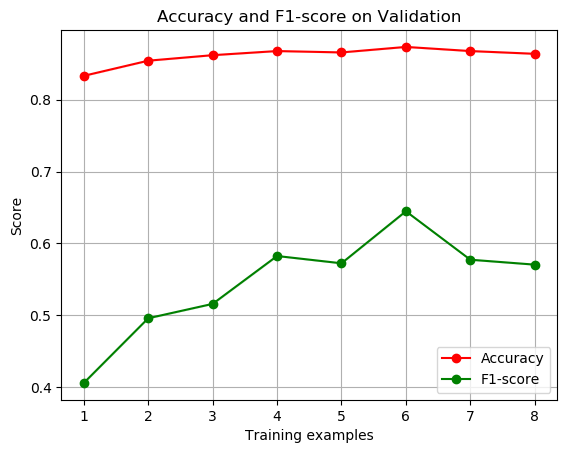 Accuracy and F1-score on Validation
Score
0.8
0.7
0.6
0.5
0.4
Accuracy
F1-score
1 2 3 4 5 6 7 8
Training examples